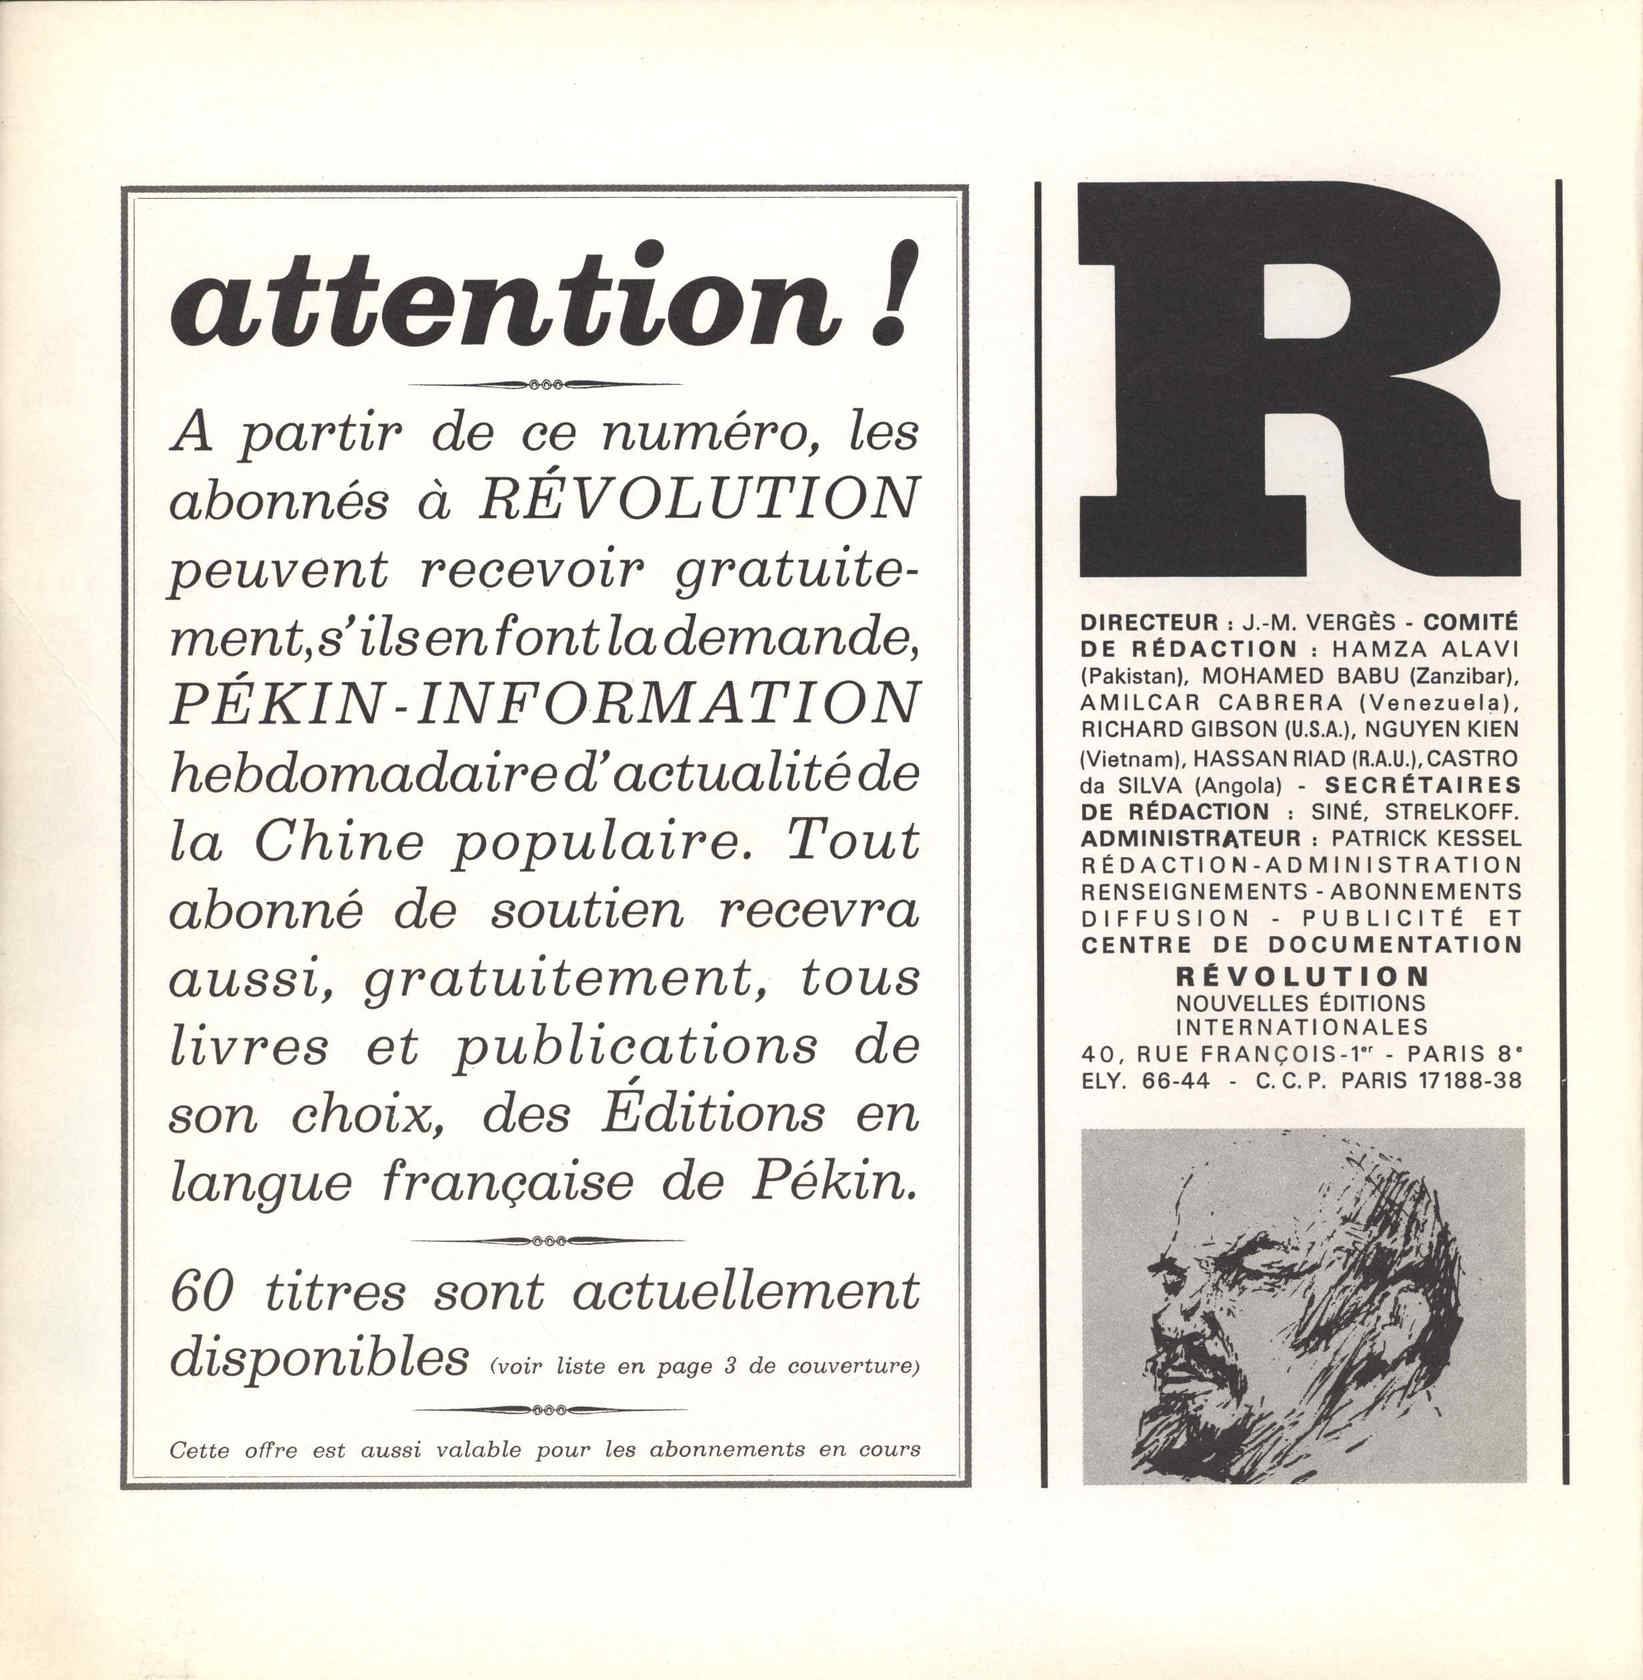 attention !
A partir de ce numéro, les
abonnés à RÉVOLUTION
peuvent recevoir gratuite-
ment, s'ils en font la demande,
PÉKIN-INFORMATION
hebdomadaire d'actualité de
la Chine populaire. Tout
abonné de soutien recevra
aussi, gratuitement, tous
livres et publications de
son choix, des Éditions en
langue française de Pékin.
60 titres sont actuellement
disponibles (voir liste en page 3 de couverture)
Cette offre est aussi valable pour les abonnements en cours
R
DIRECTEUR : J.-M. VERGÈS - COMITÉ
DE RÉDACTION : HAMZA ALAVI
(Pakistan), MOHAMED BABU (Zanzibar),
AMILCAR CABRERA (Venezuela),
RICHARD GIBSON (U.S.A.), NGUYEN KIEN
(Vietnam), HASSAN RIAD (R.A.U.), CASTRO
da SILVA (Angola) - SECRÉTAIRES
DE RÉDACTION : SINÉ, STRELKOFF.
ADMINISTRATEUR : PATRICK KESSEL
RÉDACTION-ADMINISTRATION
RENSEIGNEMENTS - ABONNEMENTS
DIFFUSION - PUBLICITÉ ET
CENTRE DE DOCUMENTATION
RÉVOLUTION
NOUVELLES ÉDITIONS
INTERNATIONALES
40, RUE FRANÇOIS-1er - PARIS 8e
ELY. 66-44 - C.C.P. PARIS 17188-38